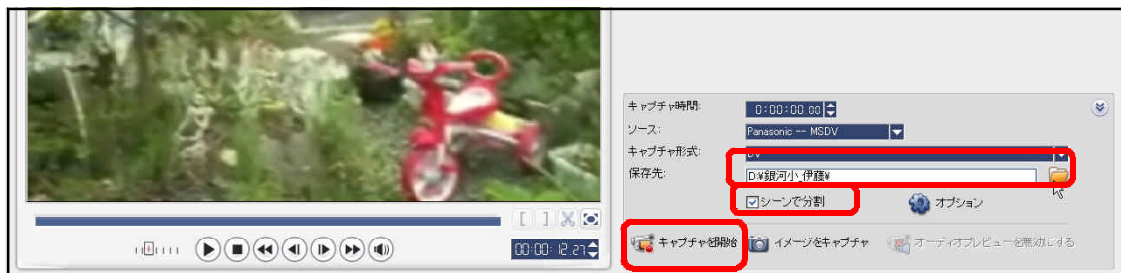 キャプチャ時間: 0:00:00.00
ソース: Panasonic -- MSDV
キャプチャ形式: DV
保存先: D:¥銀河小_伊藤¥
シーンで分割 オプション
キャプチャを開始 イメージをキャプチャ オーディオプレビューを無効にする
[ ]
00:00:12.27